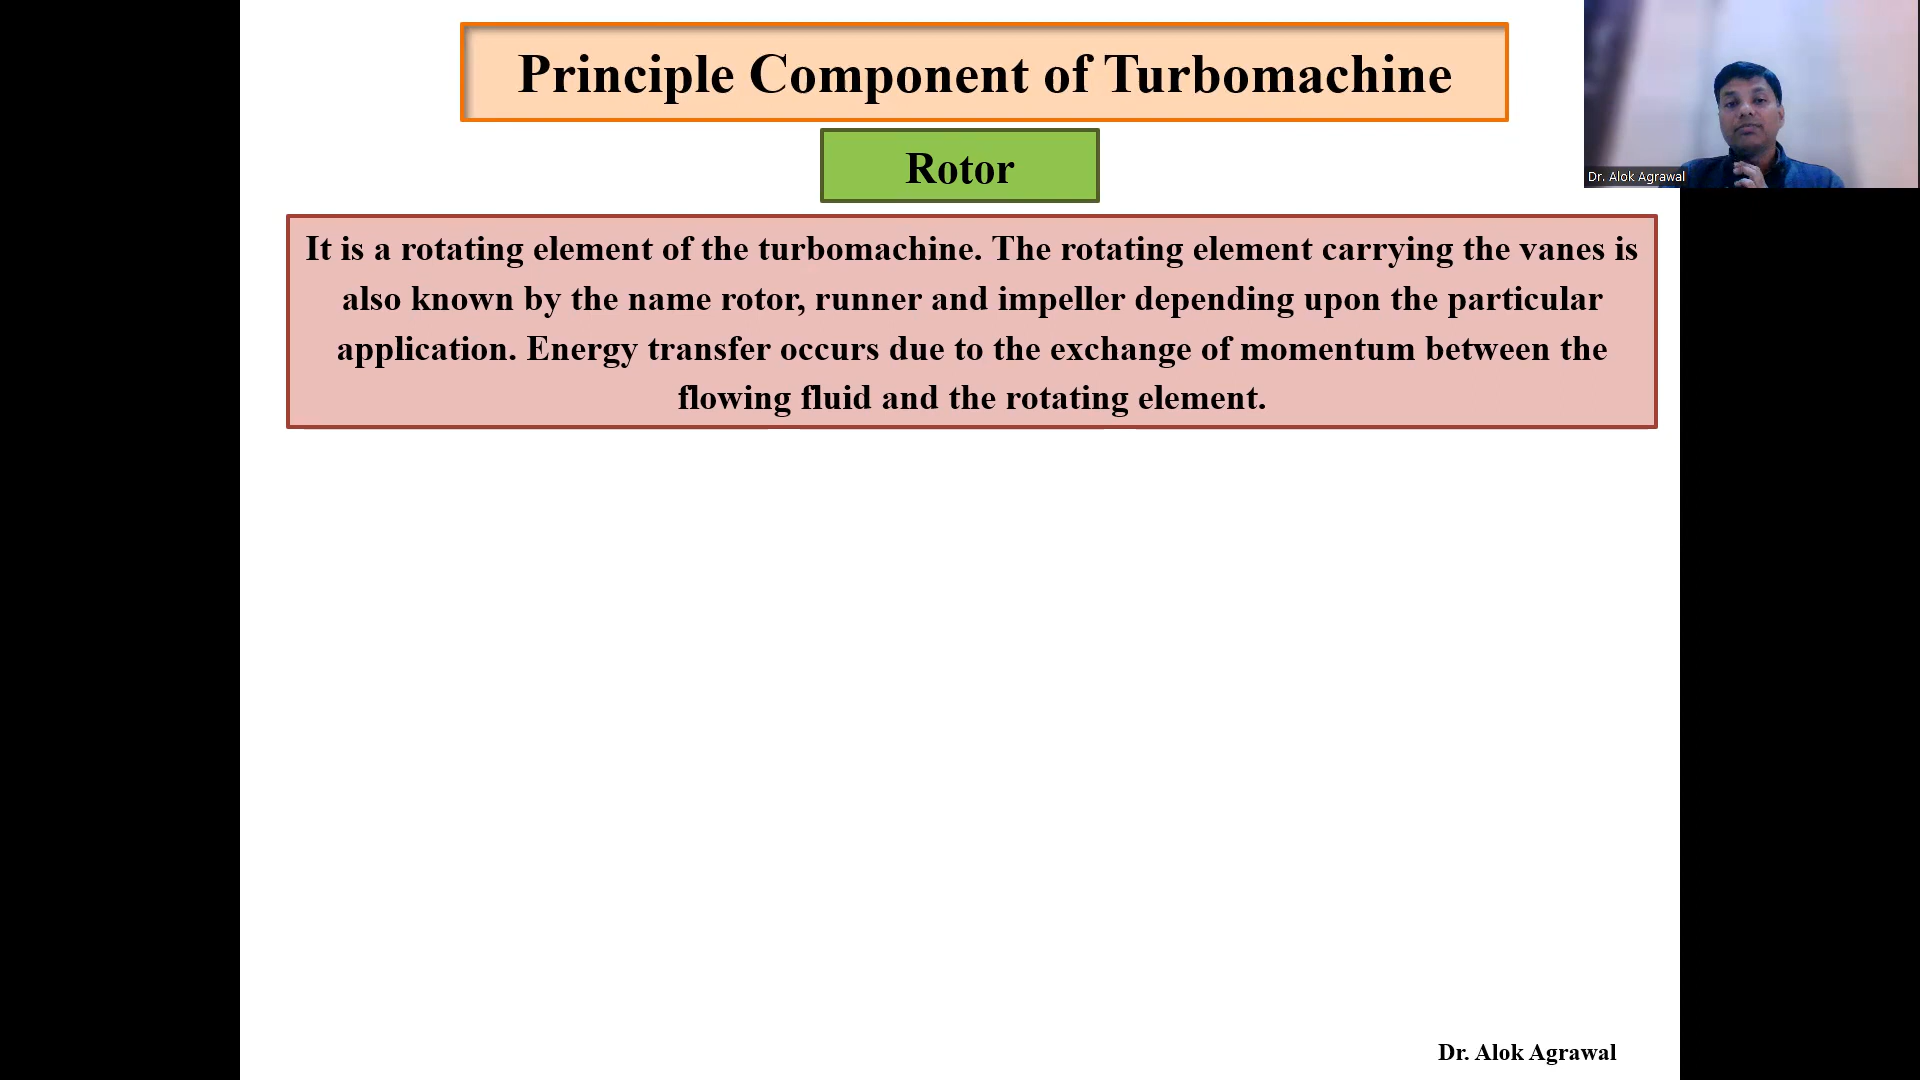 Principle Component of Turbomachine
Dr. Alok Agrawal
Rotor
It is a rotating element of the turbomachine. The rotating element carrying the vanes is
also known by the name rotor, runner and impeller depending upon the particular
application. Energy transfer occurs due to the exchange of momentum between the
flowing fluid and the rotating element.
Dr. Alok Agrawal